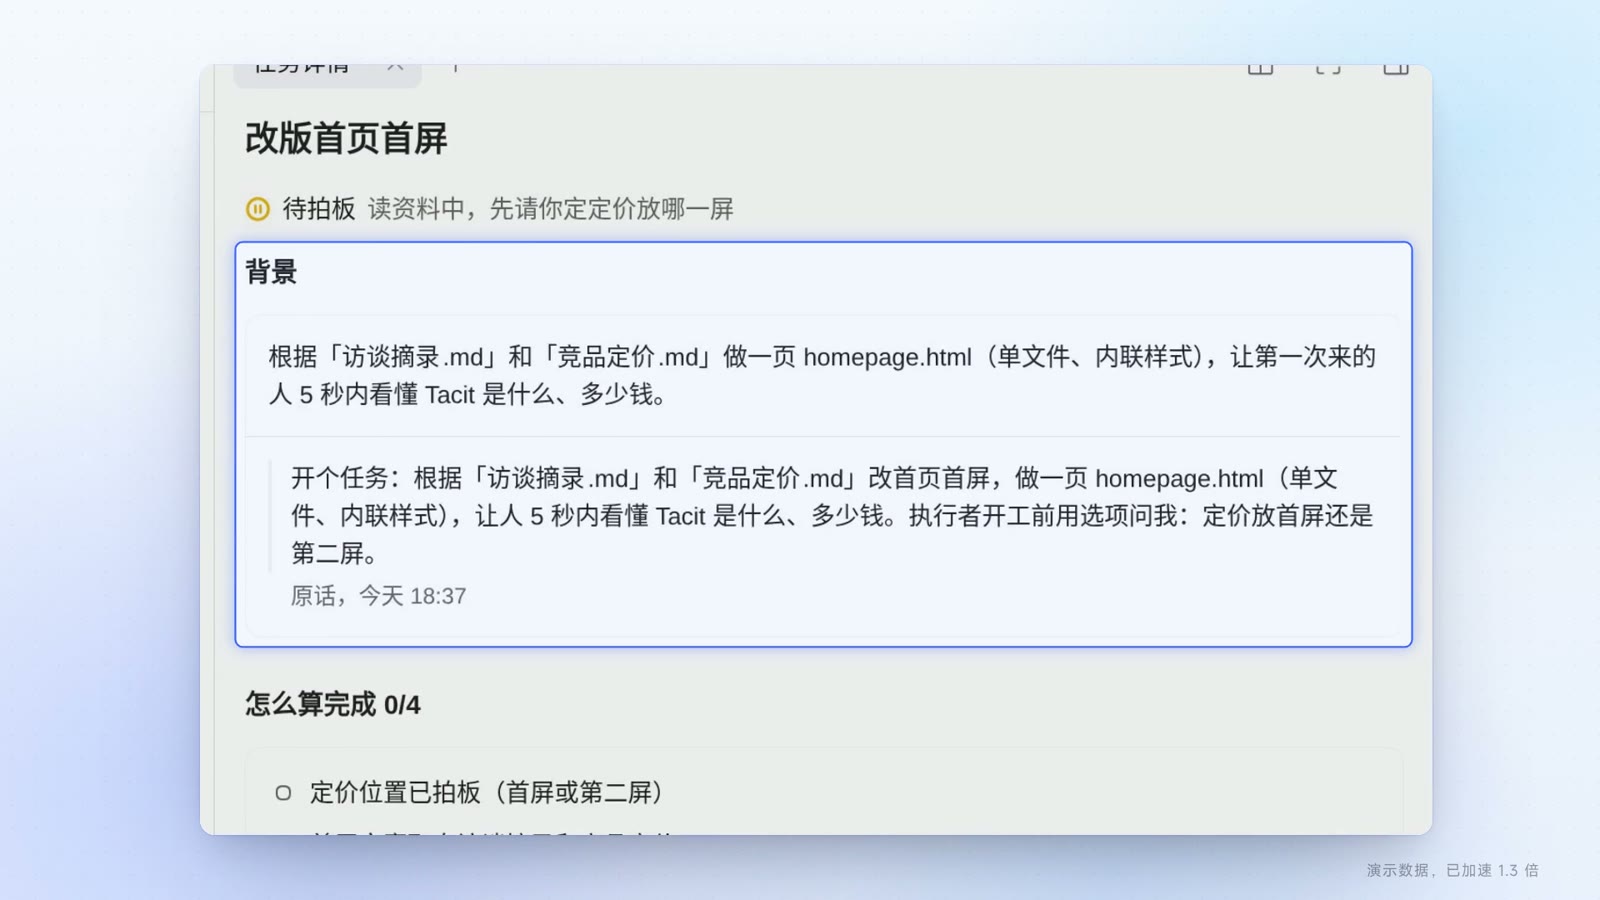 任务详情
改版首页首屏
待拍板 读资料中，先请你定定价放哪一屏
背景
根据「访谈摘录.md」和「竞品定价.md」做一页 homepage.html（单文件、内联样式），让第一次来的
人 5 秒内看懂 Tacit 是什么、多少钱。
开个任务：根据「访谈摘录.md」和「竞品定价.md」改首页首屏，做一页 homepage.html（单文
件、内联样式），让人 5 秒内看懂 Tacit 是什么、多少钱。执行者开工前用选项问我：定价放首屏还是
第二屏。
原话，今天 18:37
怎么算完成 0/4
定价位置已拍板（首屏或第二屏）
演示数据，已加速 1.3 倍